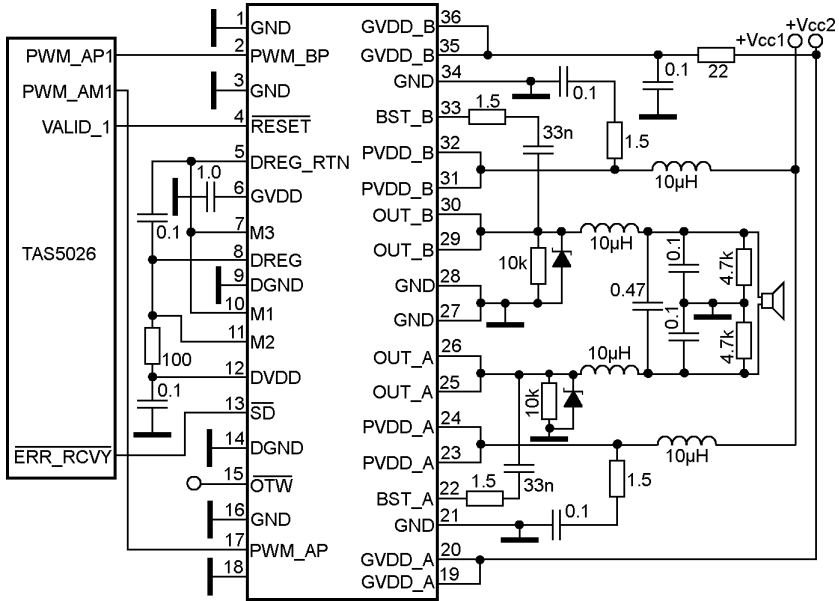 +Vcc1
+Vcc2
TAS5026
PWM_AP1
PWM_AM1
VALID_1
ERR_RCVY
1 GND
2 PWM_BP
3 GND
4 RESET
5 DREG_RTN
6 GVDD
7 M3
8 DREG
9 DGND
10 M1
11 M2
12 DVDD
13 SD
14 DGND
15 OTW
16 GND
17 PWM_AP
18
36 GVDD_B
35 GVDD_B
34 GND
33 BST_B
32 PVDD_B
31 PVDD_B
30 OUT_B
29 OUT_B
28 GND
27 GND
26 OUT_A
25 OUT_A
24 PVDD_A
23 PVDD_A
22 BST_A
21 GND
20 GVDD_A
19 GVDD_A
1.0
0.1
100
0.1
0.1
22
0.1
1.5
1.5
33n
10µH
10k
10µH
0.1
4.7k
0.47
0.1
4.7k
10µH
10k
10µH
1.5
33n
1.5
0.1